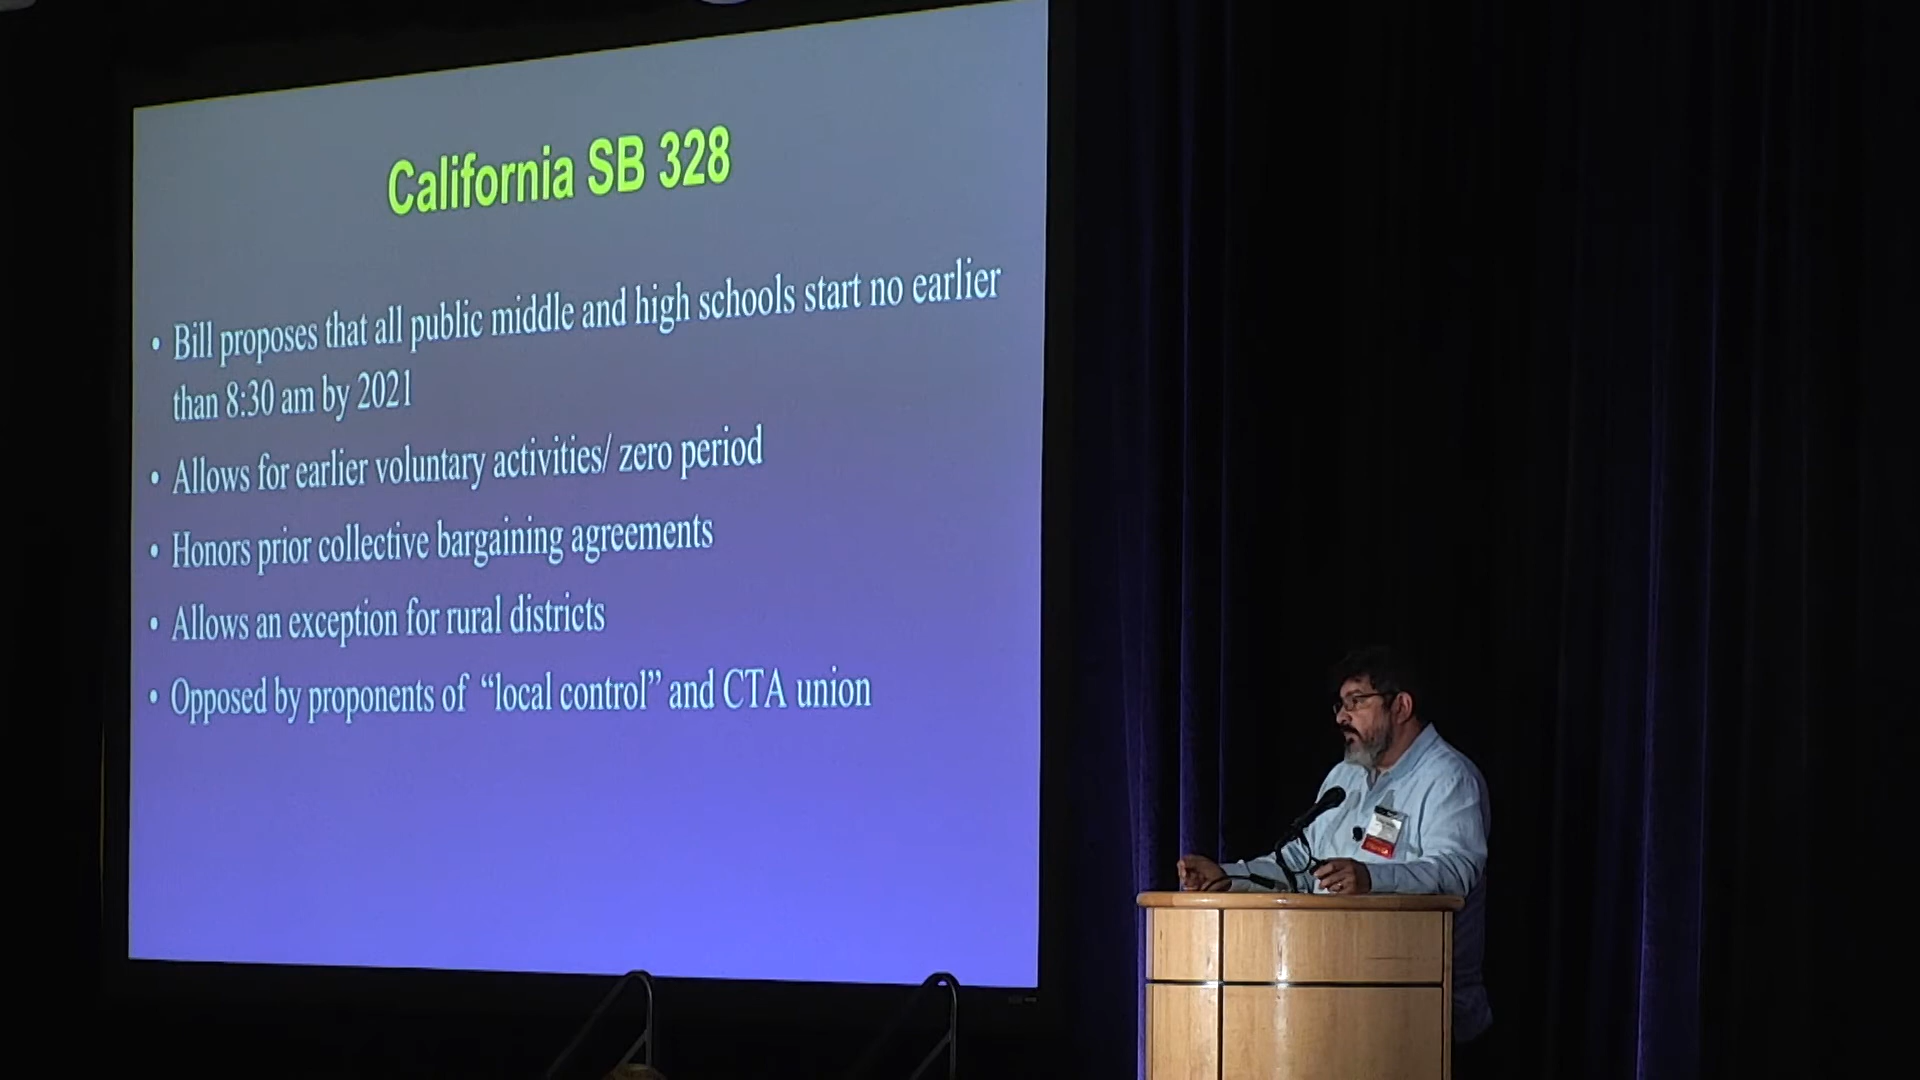 California SB 328
• Bill proposes that all public middle and high schools start no earlier
than 8:30 am by 2021
• Allows for earlier voluntary activities/ zero period
• Honors prior collective bargaining agreements
• Allows an exception for rural districts
• Opposed by proponents of “local control” and CTA union